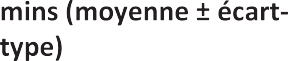 mins (moyenne ± écart-
type)